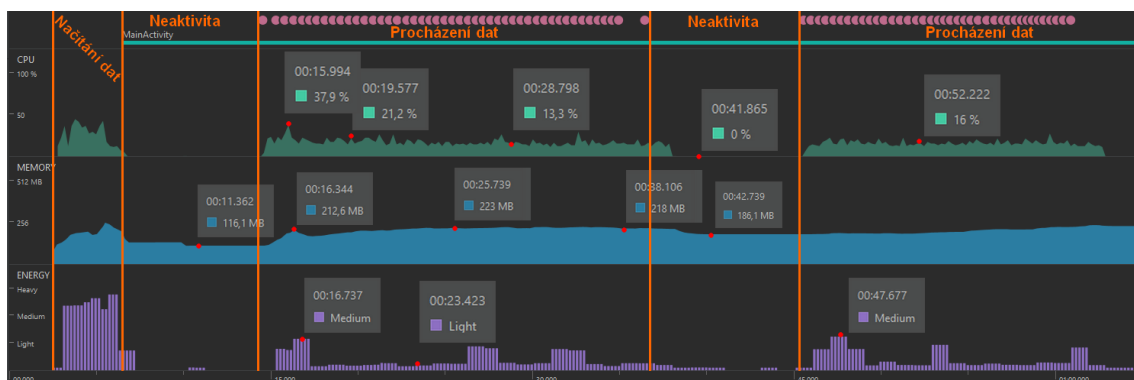 Načítání dat
Neaktivita
Procházení dat
Neaktivita
Procházení dat
MainActivity
CPU
100 %
50
00:15.994
37,9 %
00:19.577
21,2 %
00:28.798
13,3 %
00:41.865
0 %
00:52.222
16 %
MEMORY
512 MB
256
00:11.362
116,1 MB
00:16.344
212,6 MB
00:25.739
223 MB
00:38.106
218 MB
00:42.739
186,1 MB
ENERGY
Heavy
Medium
Light
00:16.737
Medium
00:23.423
Light
00:47.677
Medium
00.000
15.000
01:00.000